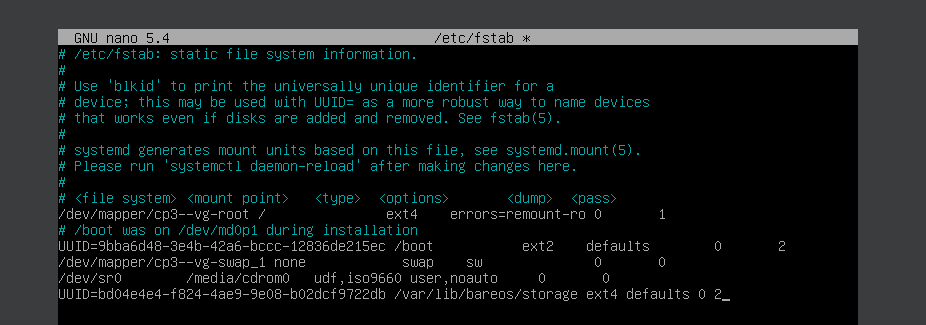 GNU nano 5.4 /etc/fstab *
# /etc/fstab: static file system information.
#
# Use 'blkid' to print the universally unique identifier for a
# device; this may be used with UUID= as a more robust way to name devices
# that works even if disks are added and removed. See fstab(5).
#
# systemd generates mount units based on this file, see systemd.mount(5).
# Please run 'systemctl daemon-reload' after making changes here.
#
# <file system> <mount point>   <type>  <options>       <dump>  <pass>
/dev/mapper/cp3--vg-root /               ext4    errors=remount-ro 0       1
# /boot was on /dev/md0p1 during installation
UUID=9bba6d48-3e4b-42a6-bccc-12836de215ec /boot           ext2    defaults        0       2
/dev/mapper/cp3--vg-swap_1 none            swap    sw              0       0
/dev/sr0        /media/cdrom0   udf,iso9660 user,noauto     0       0
UUID=bd04e4e4-f824-4ae9-9e08-b02dcf9722db /var/lib/bareos/storage ext4 defaults 0 2_